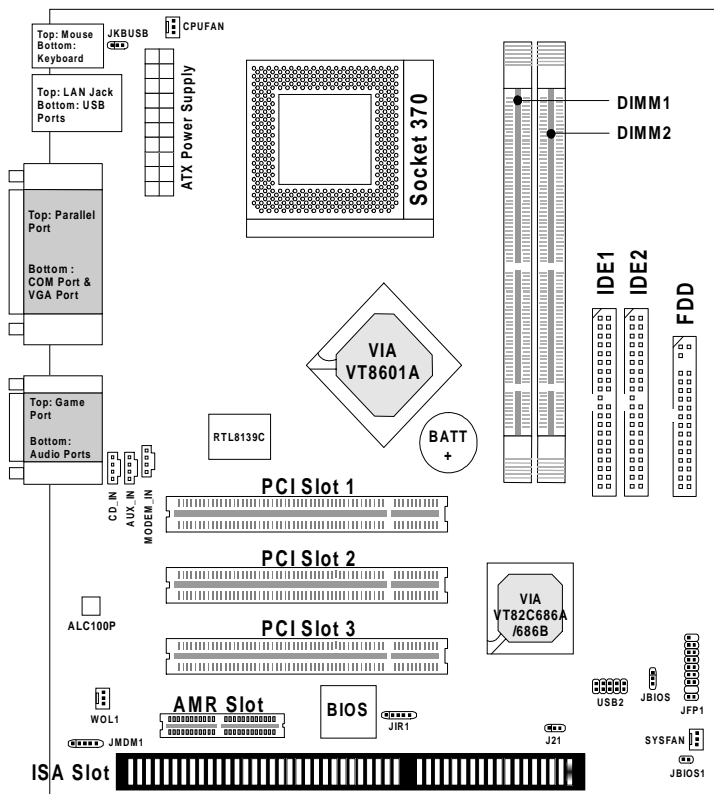 Top: Mouse
Bottom:
Keyboard
JKBUSB
CPUFAN
Top: LAN Jack
Bottom: USB
Ports
ATX Power Supply
Socket 370
DIMM1
DIMM2
Top: Parallel
Port
Bottom :
COM Port &
VGA Port
IDE1
IDE2
FDD
VIA
VT8601A
Top: Game
Port
Bottom:
Audio Ports
RTL8139C
BATT
+
CD_IN
AUX_IN
MODEM_IN
PCI Slot 1
PCI Slot 2
VIA
VT82C686A
/686B
ALC100P
PCI Slot 3
WOL1
AMR Slot
BIOS
JIR1
USB2
JBIOS
JFP1
JMDM1
J21
SYSFAN
JBIOS1
ISA Slot